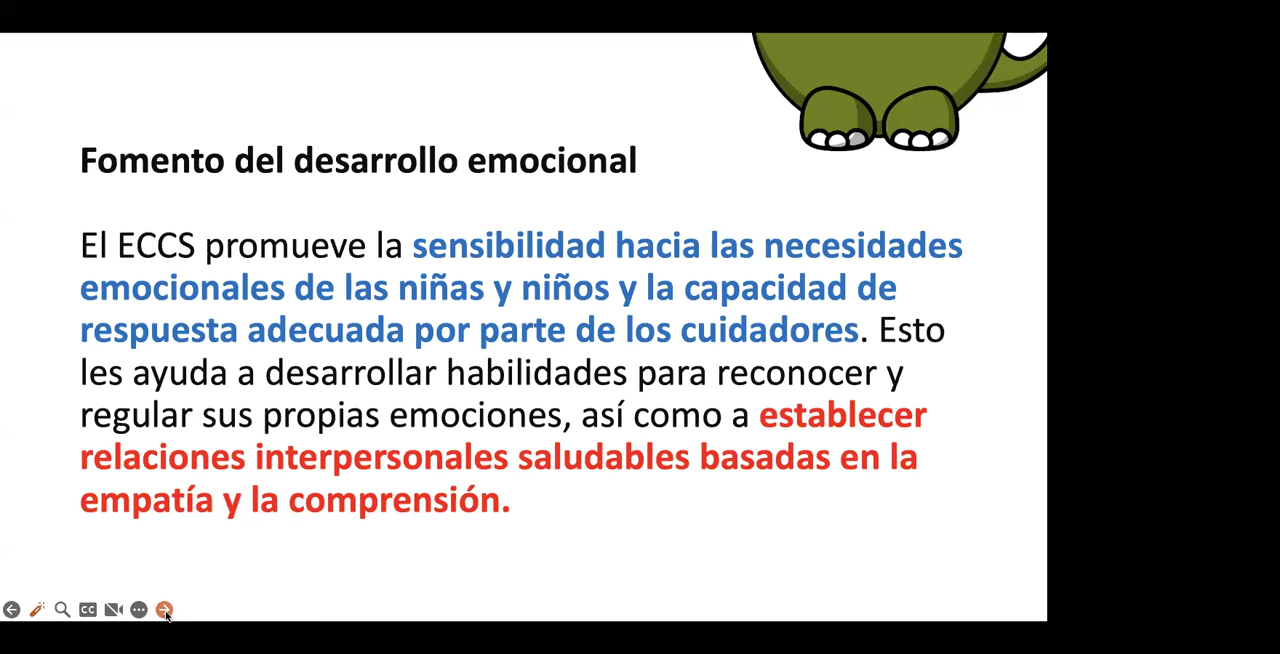 Fomento del desarrollo emocional
El ECCS promueve la sensibilidad hacia las necesidades
emocionales de las niñas y niños y la capacidad de
respuesta adecuada por parte de los cuidadores. Esto
les ayuda a desarrollar habilidades para reconocer y
regular sus propias emociones, así como a establecer
relaciones interpersonales saludables basadas en la
empatía y la comprensión.
CC